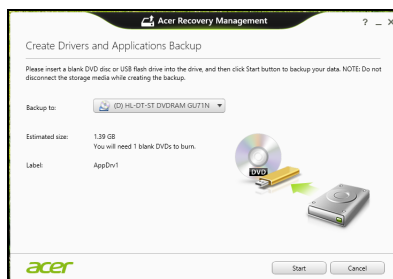 Acer Recovery Management
? _ X
Create Drivers and Applications Backup
Please insert a blank DVD disc or USB flash drive into the drive, and then click Start button to backup your data. NOTE: Do not
disconnect the storage media while creating the backup.
Backup to: (D) HL-DT-ST DVDRAM GU71N
Estimated size: 1.39 GB
You will need 1 blank DVDs to burn.
Label: AppDrv1
DVD
acer Start Cancel